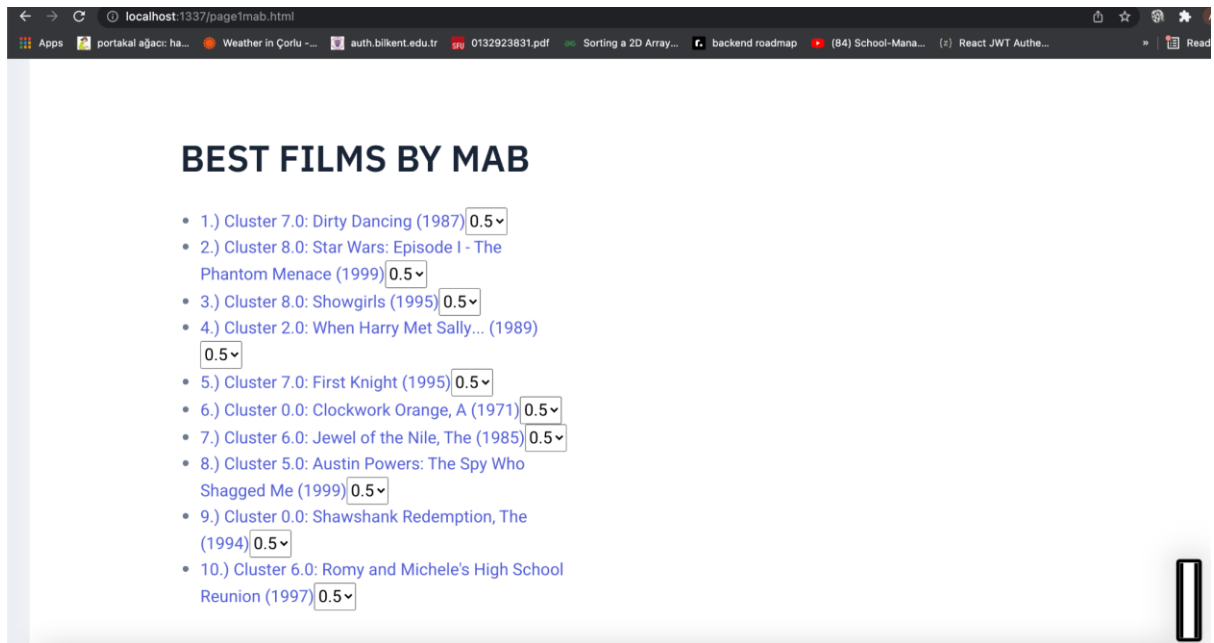 localhost:1337/page1mab.html
Apps portakal ağacı: ha... Weather in Çorlu -... auth.bilkent.edu.tr SFU 0132923831.pdf Sorting a 2D Array... r. backend roadmap (84) School-Mana... {z} React JWT Authe... » Read
BEST FILMS BY MAB
• 1.) Cluster 7.0: Dirty Dancing (1987) 0.5
• 2.) Cluster 8.0: Star Wars: Episode I - The
Phantom Menace (1999) 0.5
• 3.) Cluster 8.0: Showgirls (1995) 0.5
• 4.) Cluster 2.0: When Harry Met Sally... (1989)
0.5
• 5.) Cluster 7.0: First Knight (1995) 0.5
• 6.) Cluster 0.0: Clockwork Orange, A (1971) 0.5
• 7.) Cluster 6.0: Jewel of the Nile, The (1985) 0.5
• 8.) Cluster 5.0: Austin Powers: The Spy Who
Shagged Me (1999) 0.5
• 9.) Cluster 0.0: Shawshank Redemption, The
(1994) 0.5
• 10.) Cluster 6.0: Romy and Michele's High School
Reunion (1997) 0.5